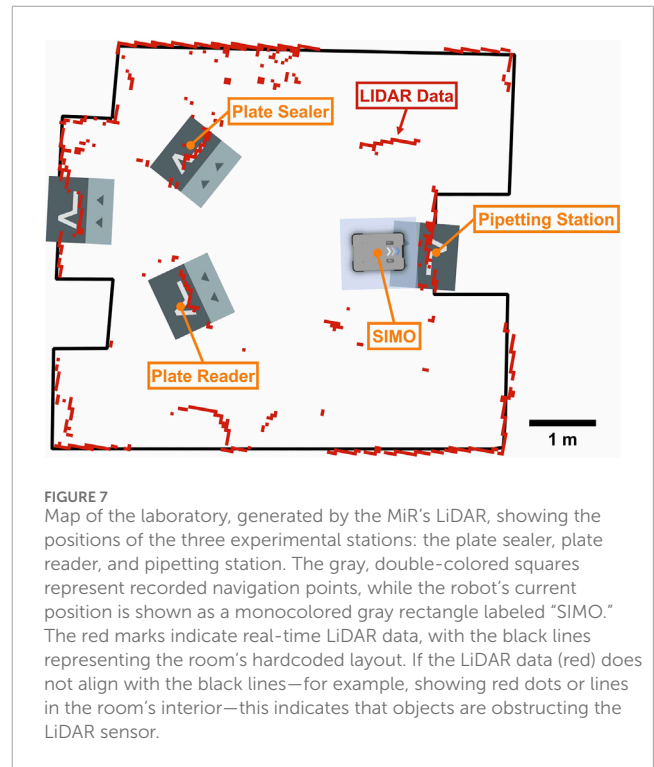 Plate Sealer
LIDAR Data
Pipetting Station
SIMO
Plate Reader
1 m
FIGURE 7
Map of the laboratory, generated by the MiR’s LiDAR, showing the
positions of the three experimental stations: the plate sealer, plate
reader, and pipetting station. The gray, double-colored squares
represent recorded navigation points, while the robot’s current
position is shown as a monocolored gray rectangle labeled “SIMO.”
The red marks indicate real-time LiDAR data, with the black lines
representing the room’s hardcoded layout. If the LiDAR data (red) does
not align with the black lines—for example, showing red dots or lines
in the room’s interior—this indicates that objects are obstructing the
LiDAR sensor.